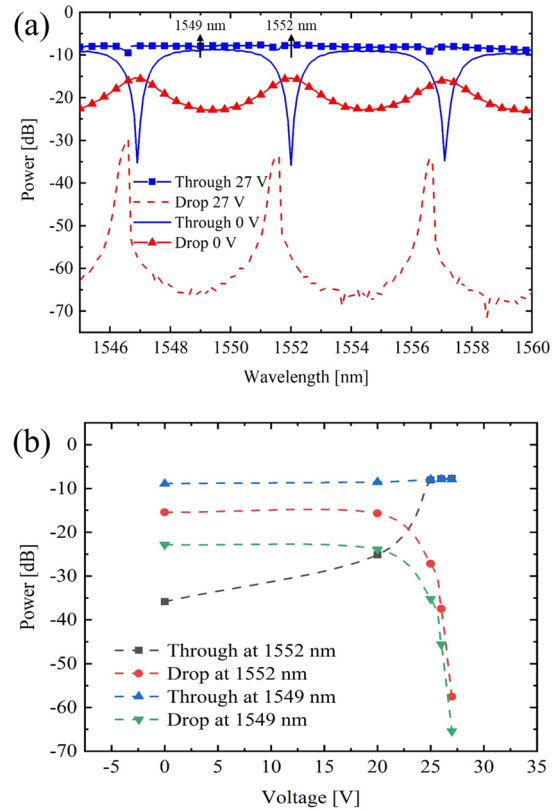 (a)
1549 nm
1552 nm
0
-10
-20
-30
-40
-50
-60
-70
Power [dB]
Through 27 V
Drop 27 V
Through 0 V
Drop 0 V
1546
1548
1550
1552
1554
1556
1558
1560
Wavelength [nm]
(b)
0
-10
-20
-30
-40
-50
-60
-70
Power [dB]
Through at 1552 nm
Drop at 1552 nm
Through at 1549 nm
Drop at 1549 nm
-5
0
5
10
15
20
25
30
35
Voltage [V]